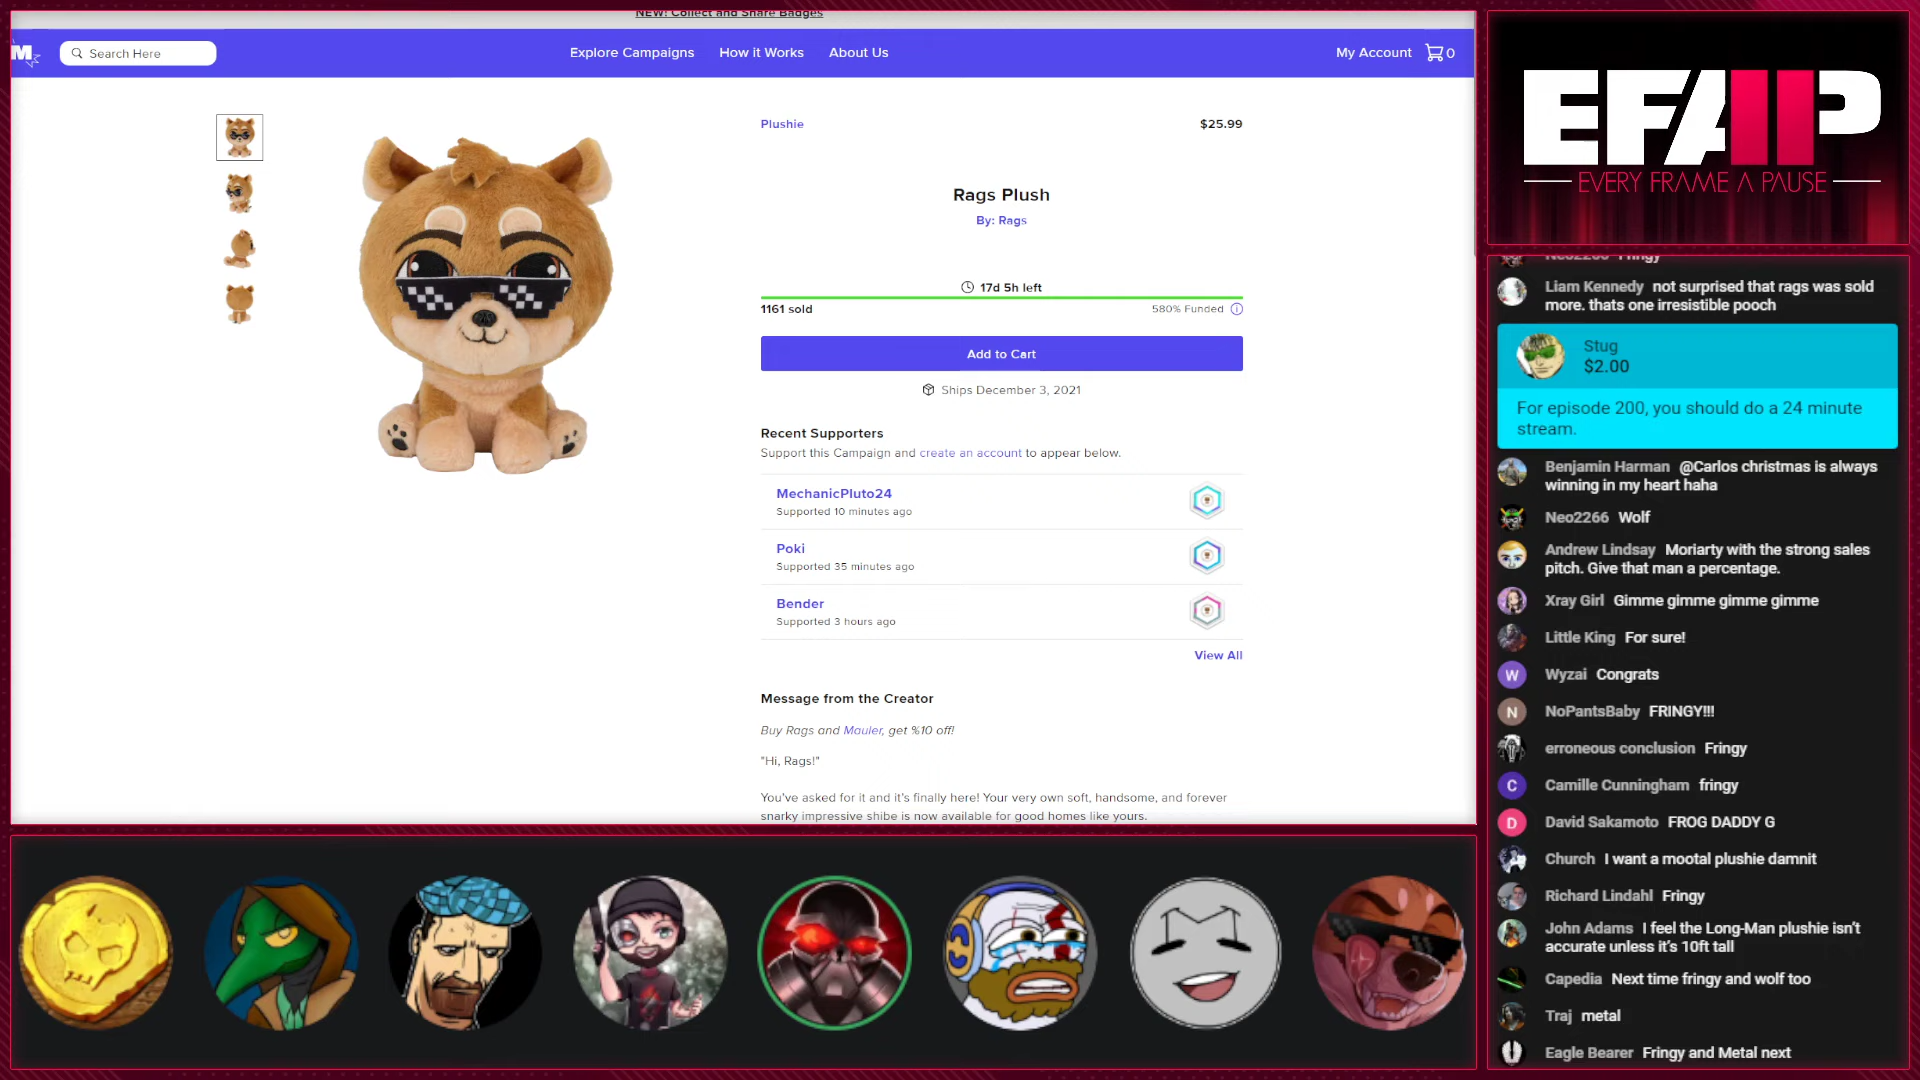 NEW: Collect and Share Badges
M
Search Here
Explore Campaigns
How it Works
About Us
My Account
0
Plushie
$25.99
Rags Plush
By: Rags
17d 5h left
1161 sold
580% Funded
Add to Cart
Ships December 3, 2021
Recent Supporters
Support this Campaign and create an account to appear below.
MechanicPluto24
Supported 10 minutes ago
Poki
Supported 35 minutes ago
Bender
Supported 3 hours ago
View All
Message from the Creator
Buy Rags and Mauler, get %10 off!
"Hi, Rags!"
You've asked for it and it's finally here! Your very own soft, handsome, and forever
snarky impressive shibe is now available for good homes like yours.
EFAP
EVERY FRAME A PAUSE
Neo2266 Fringy
Liam Kennedy not surprised that rags was sold
more. thats one irresistible pooch
Stug
$2.00
For episode 200, you should do a 24 minute
stream.
Benjamin Harman @Carlos christmas is always
winning in my heart haha
Neo2266 Wolf
Andrew Lindsay Moriarty with the strong sales
pitch. Give that man a percentage.
Xray Girl Gimme gimme gimme gimme
Little King For sure!
W Wyzai Congrats
N NoPantsBaby FRINGY!!!
erroneous conclusion Fringy
C Camille Cunningham fringy
D David Sakamoto FROG DADDY G
Church I want a mootal plushie damnit
Richard Lindahl Fringy
John Adams I feel the Long-Man plushie isn't
accurate unless it's 10ft tall
Capedia Next time fringy and wolf too
Traj metal
Eagle Bearer Fringy and Metal next